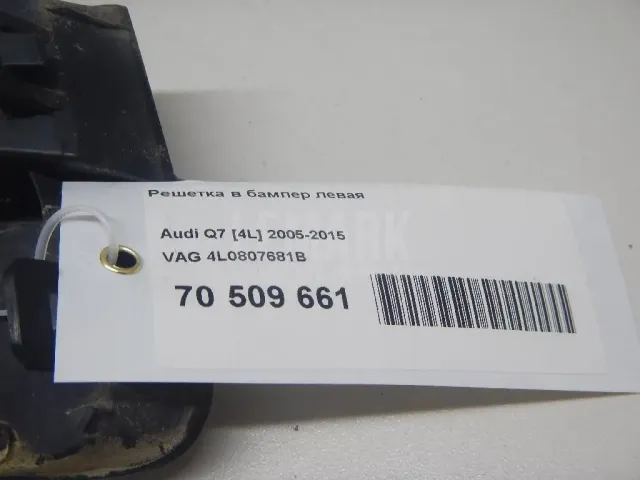 Решетка в бампер левая
Audi Q7 [4L] 2005-2015
VAG 4L0807681B
70 509 661